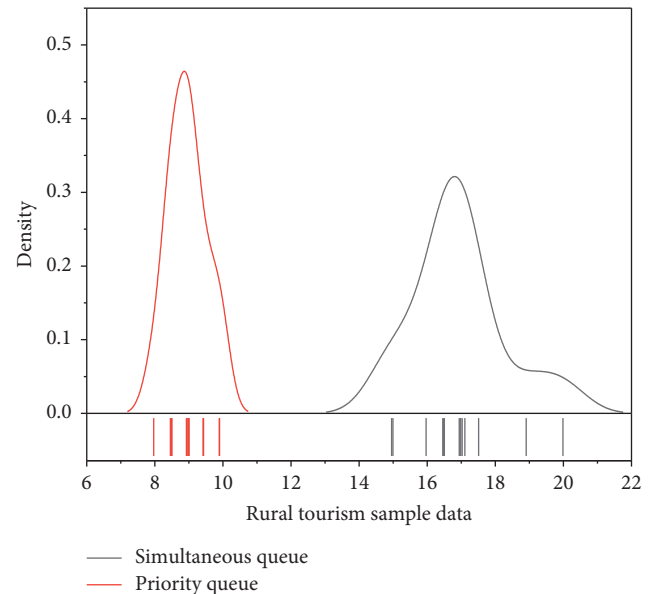 0.5
0.4
0.3
0.2
0.1
0.0
Density
6 8 10 12 14 16 18 20 22
Rural tourism sample data
Simultaneous queue
Priority queue